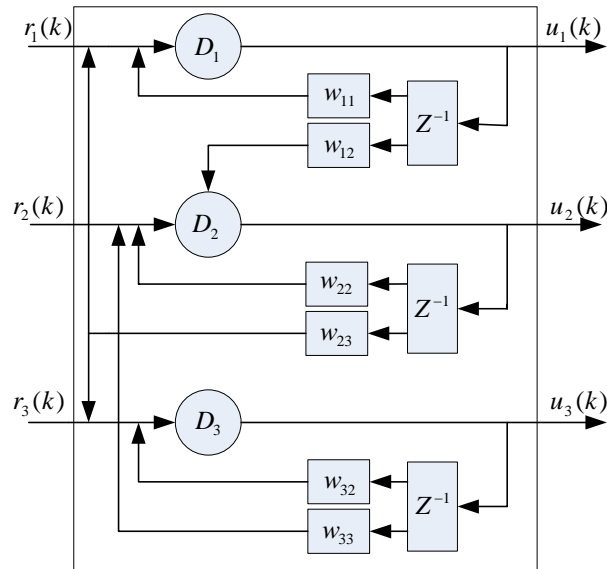 r₁(k) D₁ u₁(k)
w₁₁
Z⁻¹
w₁₂
r₂(k) D₂ u₂(k)
w₂₂
Z⁻¹
w₂₃
r₃(k) D₃ u₃(k)
w₃₂
Z⁻¹
w₃₃